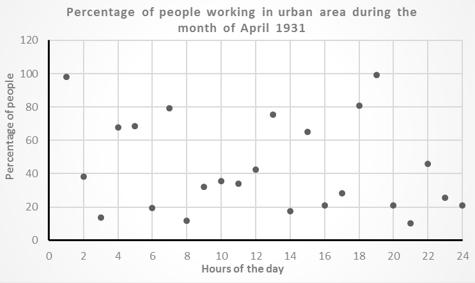 Percentage of people working in urban area during the
month of April 1931
Percentage of people
120
100
80
60
40
20
0
0 2 4 6 8 10 12 14 16 18 20 22 24
Hours of the day